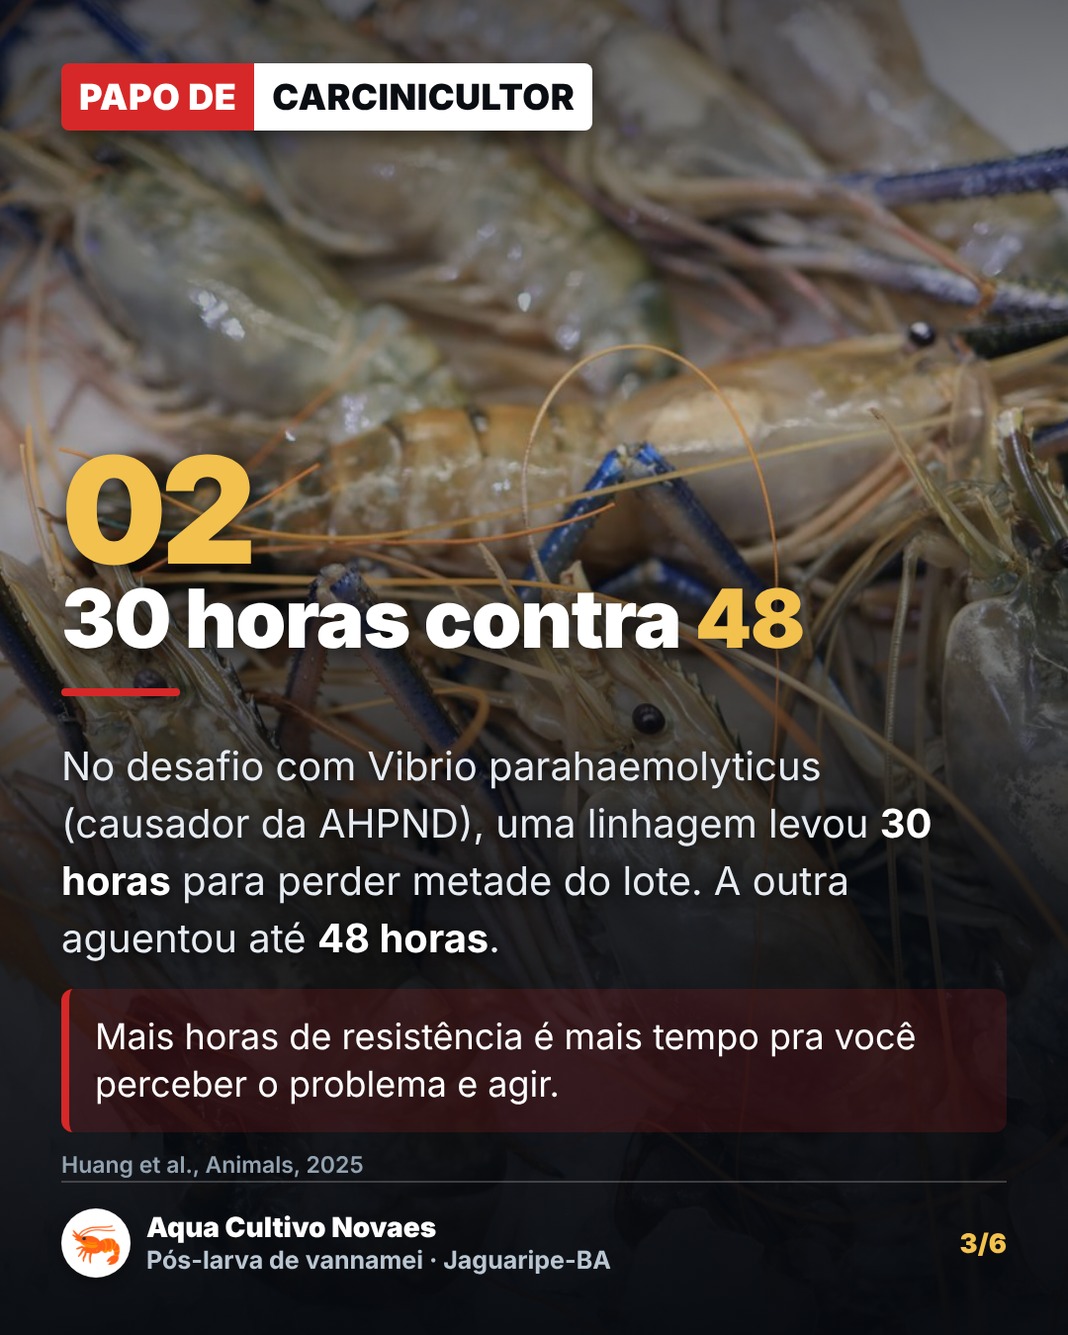 PAPO DE CARCINICULTOR
02
30 horas contra 48
No desafio com Vibrio parahaemolyticus
(causador da AHPND), uma linhagem levou 30
horas para perder metade do lote. A outra
aguentou até 48 horas.
Mais horas de resistência é mais tempo pra você
perceber o problema e agir.
Huang et al., Animals, 2025
Aqua Cultivo Novaes
Pós-larva de vannamei · Jaguaripe-BA
3/6